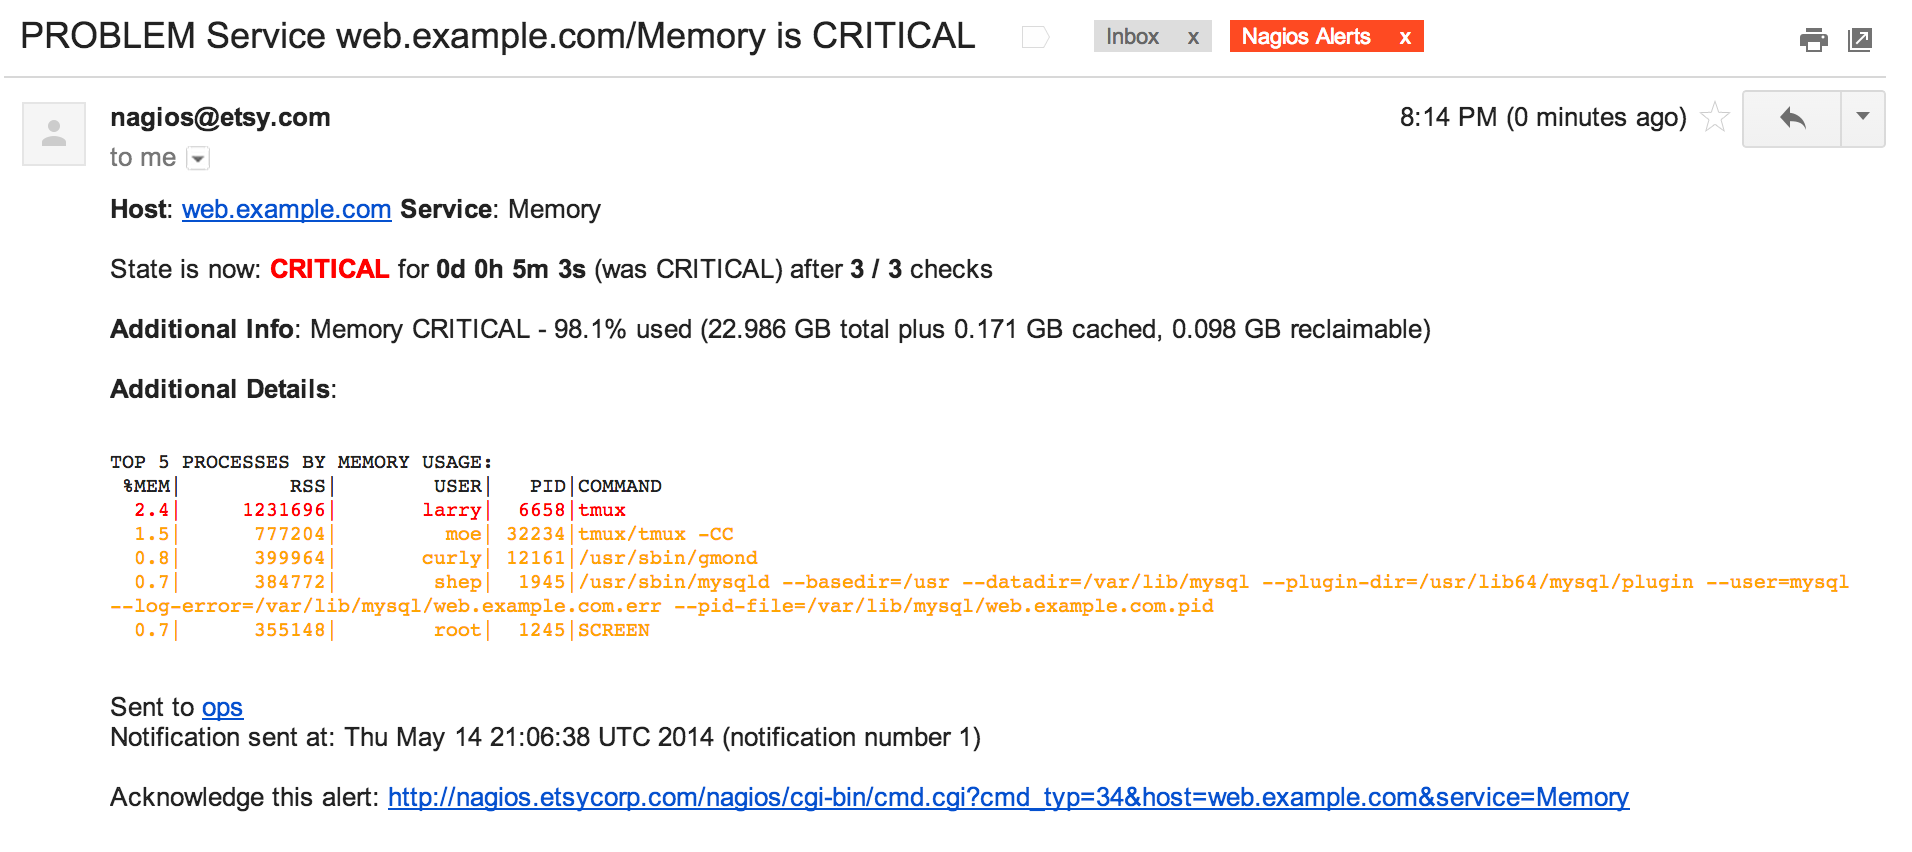 PROBLEM Service web.example.com/Memory is CRITICAL Inbox x Nagios Alerts x
nagios@etsy.com 8:14 PM (0 minutes ago)
to me
Host: web.example.com Service: Memory
State is now: CRITICAL for 0d 0h 5m 3s (was CRITICAL) after 3 / 3 checks
Additional Info: Memory CRITICAL - 98.1% used (22.986 GB total plus 0.171 GB cached, 0.098 GB reclaimable)
Additional Details:
TOP 5 PROCESSES BY MEMORY USAGE:
%MEM| RSS| USER| PID|COMMAND
2.4| 1231696| larry| 6658|tmux
1.5| 777204| moe| 32234|tmux/tmux -CC
0.8| 399964| curly| 12161|/usr/sbin/gmond
0.7| 384772| shep| 1945|/usr/sbin/mysqld --basedir=/usr --datadir=/var/lib/mysql --plugin-dir=/usr/lib64/mysql/plugin --user=mysql
--log-error=/var/lib/mysql/web.example.com.err --pid-file=/var/lib/mysql/web.example.com.pid
0.7| 355148| root| 1245|SCREEN
Sent to ops
Notification sent at: Thu May 14 21:06:38 UTC 2014 (notification number 1)
Acknowledge this alert: http://nagios.etsycorp.com/nagios/cgi-bin/cmd.cgi?cmd_typ=34&host=web.example.com&service=Memory